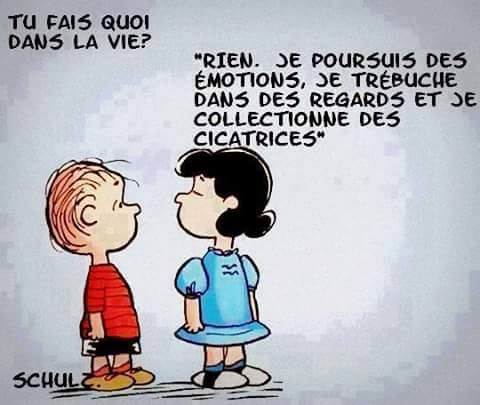 TU FAIS QUOI
DANS LA VIE?
"RIEN. JE POURSUIS DES
ÉMOTIONS, JE TRÉBUCHE
DANS DES REGARDS ET JE
COLLECTIONNE DES
CICATRICES"
SCHULZ